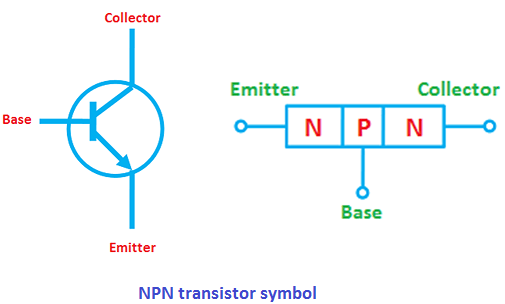 Collector
Base
Emitter
Emitter
Collector
N P N
Base
NPN transistor symbol